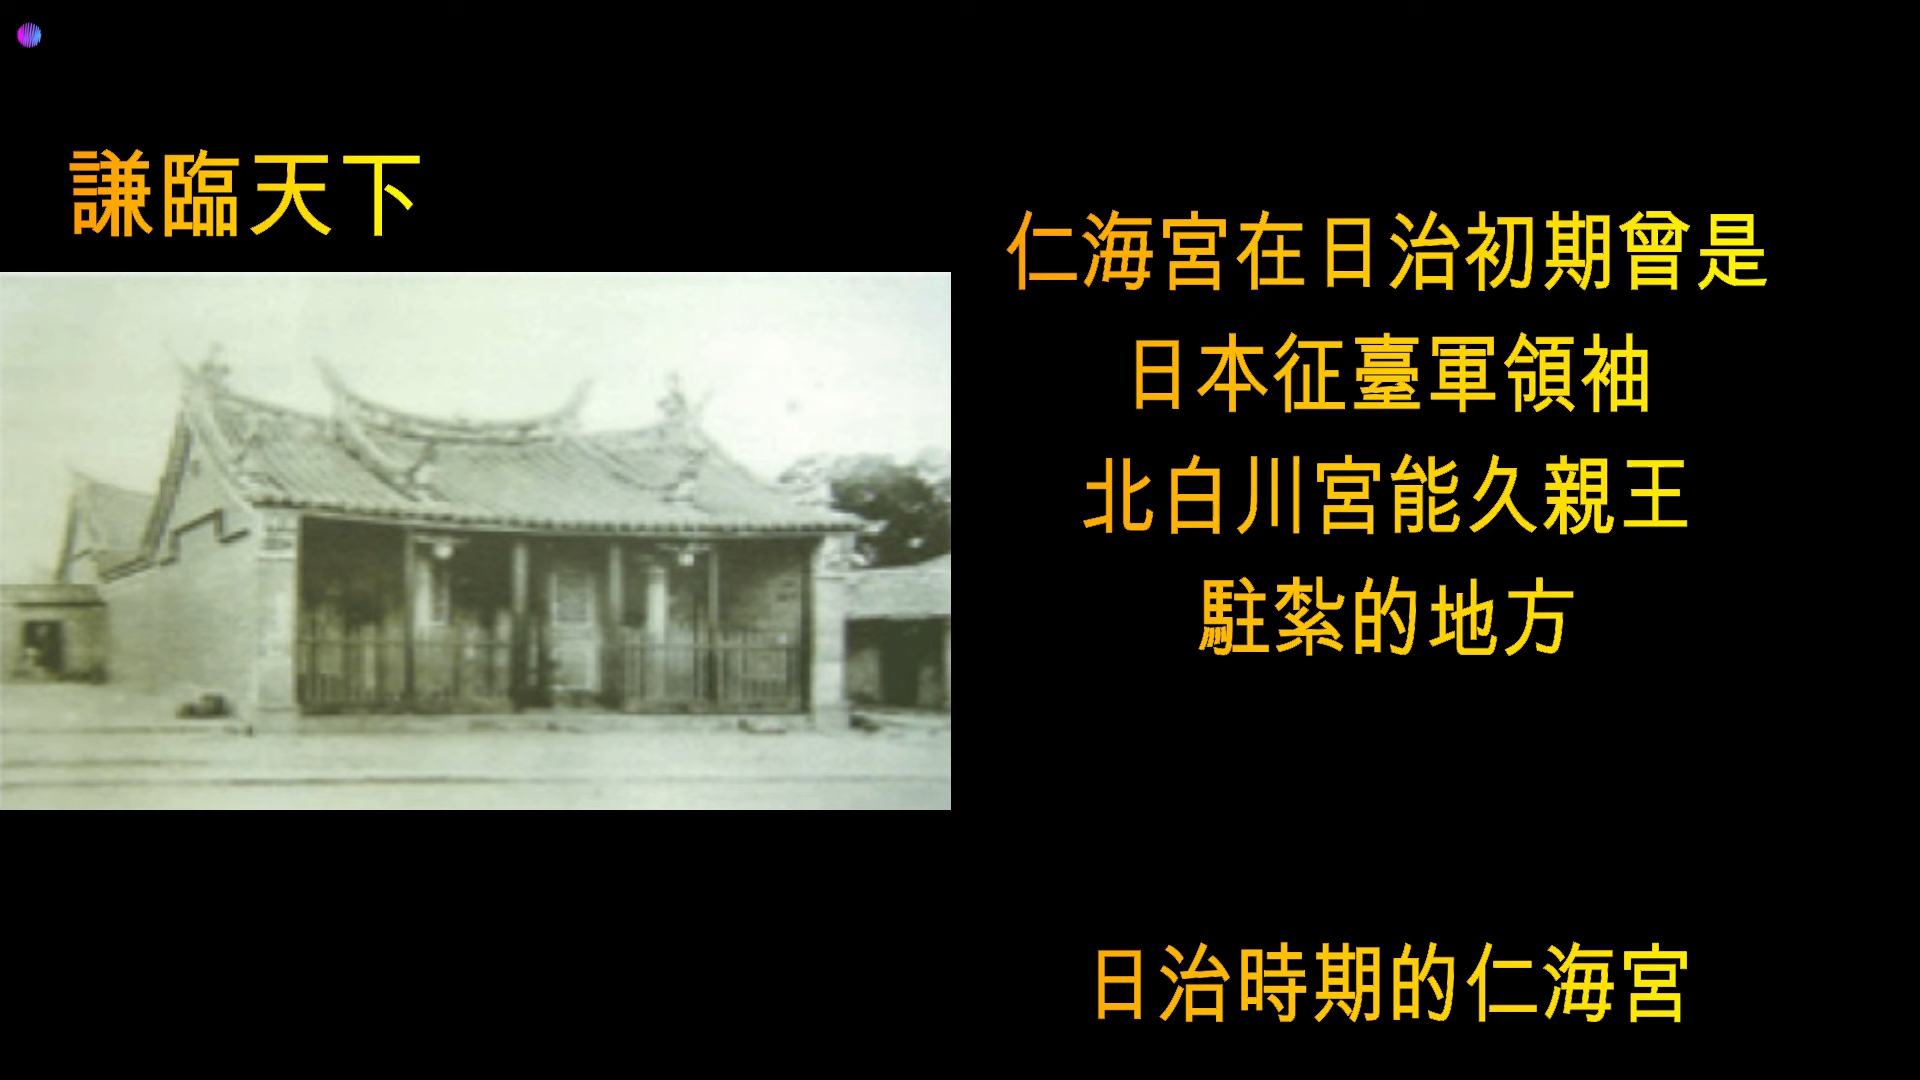 謙臨天下
仁海宮在日治初期曾是
日本征臺軍領袖
北白川宮能久親王
駐紮的地方
日治時期的仁海宮